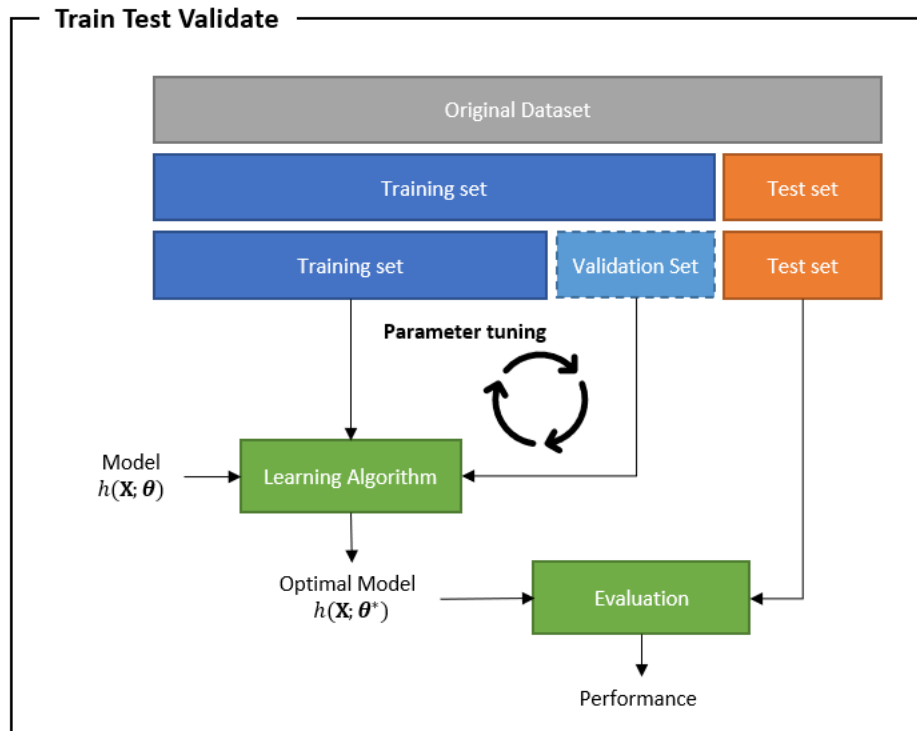 Train Test Validate
Original Dataset
Training set
Test set
Training set
Validation Set
Test set
Parameter tuning
Model
h(X; θ)
Learning Algorithm
Optimal Model
h(X; θ*)
Evaluation
Performance